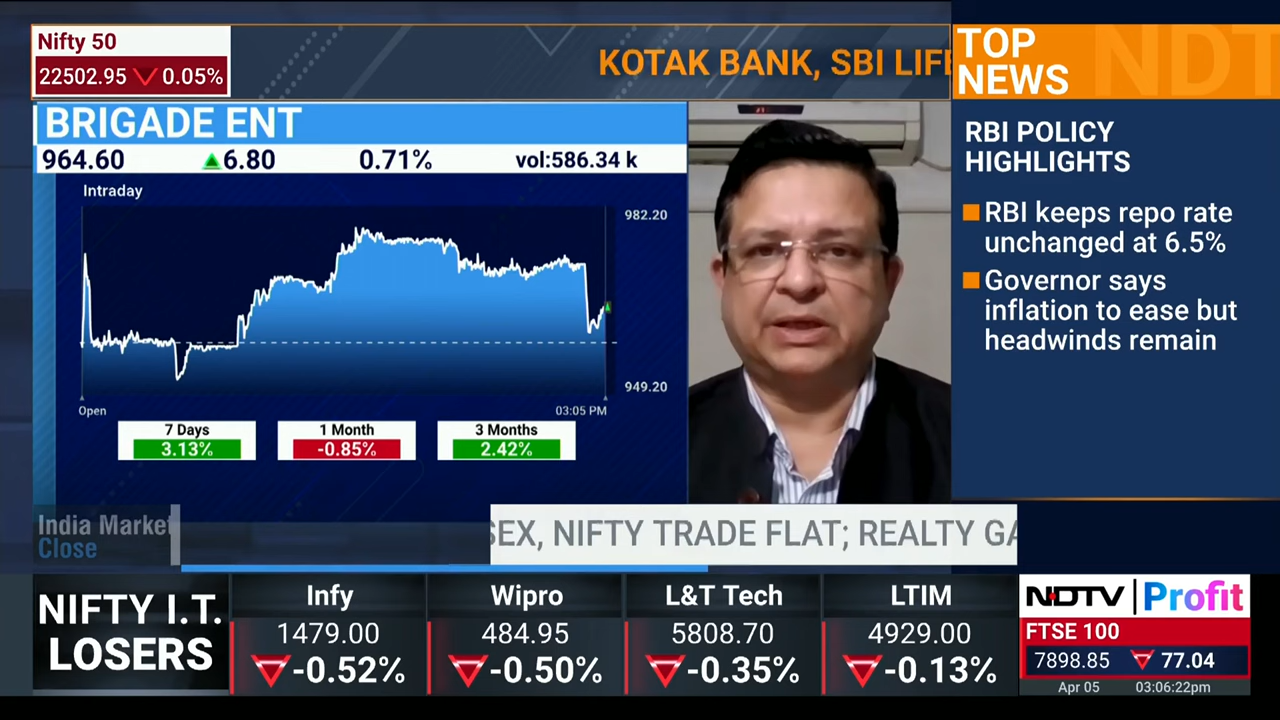 Nifty 50
22502.95 0.05%
KOTAK BANK, SBI LIFE
TOP
NEWS
BRIGADE ENT
964.60 6.80 0.71% vol:586.34 k
Intraday
982.20
949.20
Open 03:05 PM
7 Days
3.13%
1 Month
-0.85%
3 Months
2.42%
RBI POLICY
HIGHLIGHTS
RBI keeps repo rate
unchanged at 6.5%
Governor says
inflation to ease but
headwinds remain
India Market
Close
SEX, NIFTY TRADE FLAT; REALTY GA
NIFTY I.T.
LOSERS
Infy
1479.00
-0.52%
Wipro
484.95
-0.50%
L&T Tech
5808.70
-0.35%
LTIM
4929.00
-0.13%
NDTV Profit
FTSE 100
7898.85 77.04
Apr 05 03:06:22pm